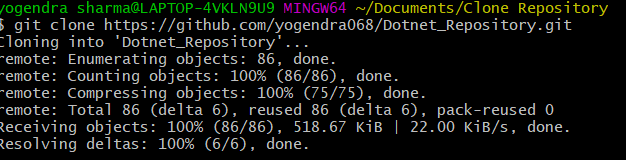 yogendra sharma@LAPTOP-4VKLN9U9 MINGW64 ~/Documents/Clone Repository
$ git clone https://github.com/yogendra068/Dotnet_Repository.git
Cloning into 'Dotnet_Repository'...
remote: Enumerating objects: 86, done.
remote: Counting objects: 100% (86/86), done.
remote: Compressing objects: 100% (75/75), done.
remote: Total 86 (delta 6), reused 86 (delta 6), pack-reused 0
Receiving objects: 100% (86/86), 518.67 KiB | 22.00 KiB/s, done.
Resolving deltas: 100% (6/6), done.